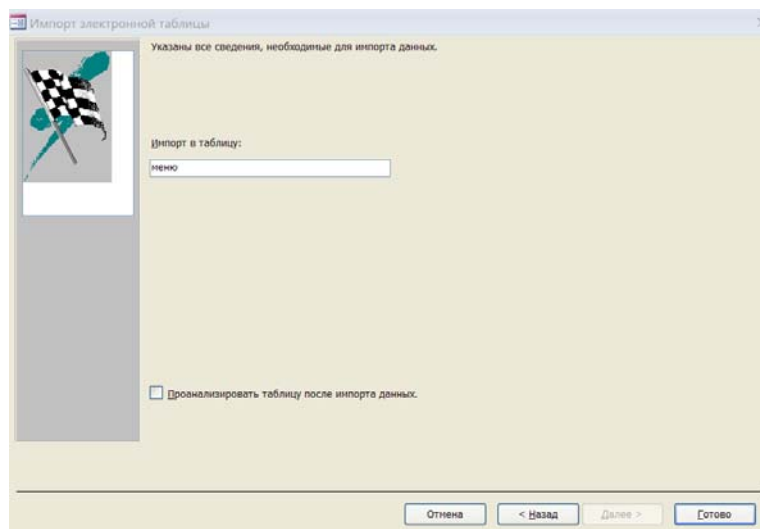 Импорт электронной таблицы
Указаны все сведения, необходимые для импорта данных.
Импорт в таблицу:
меню
Проанализировать таблицу после импорта данных.
Отмена
< Назад
Далее >
Готово